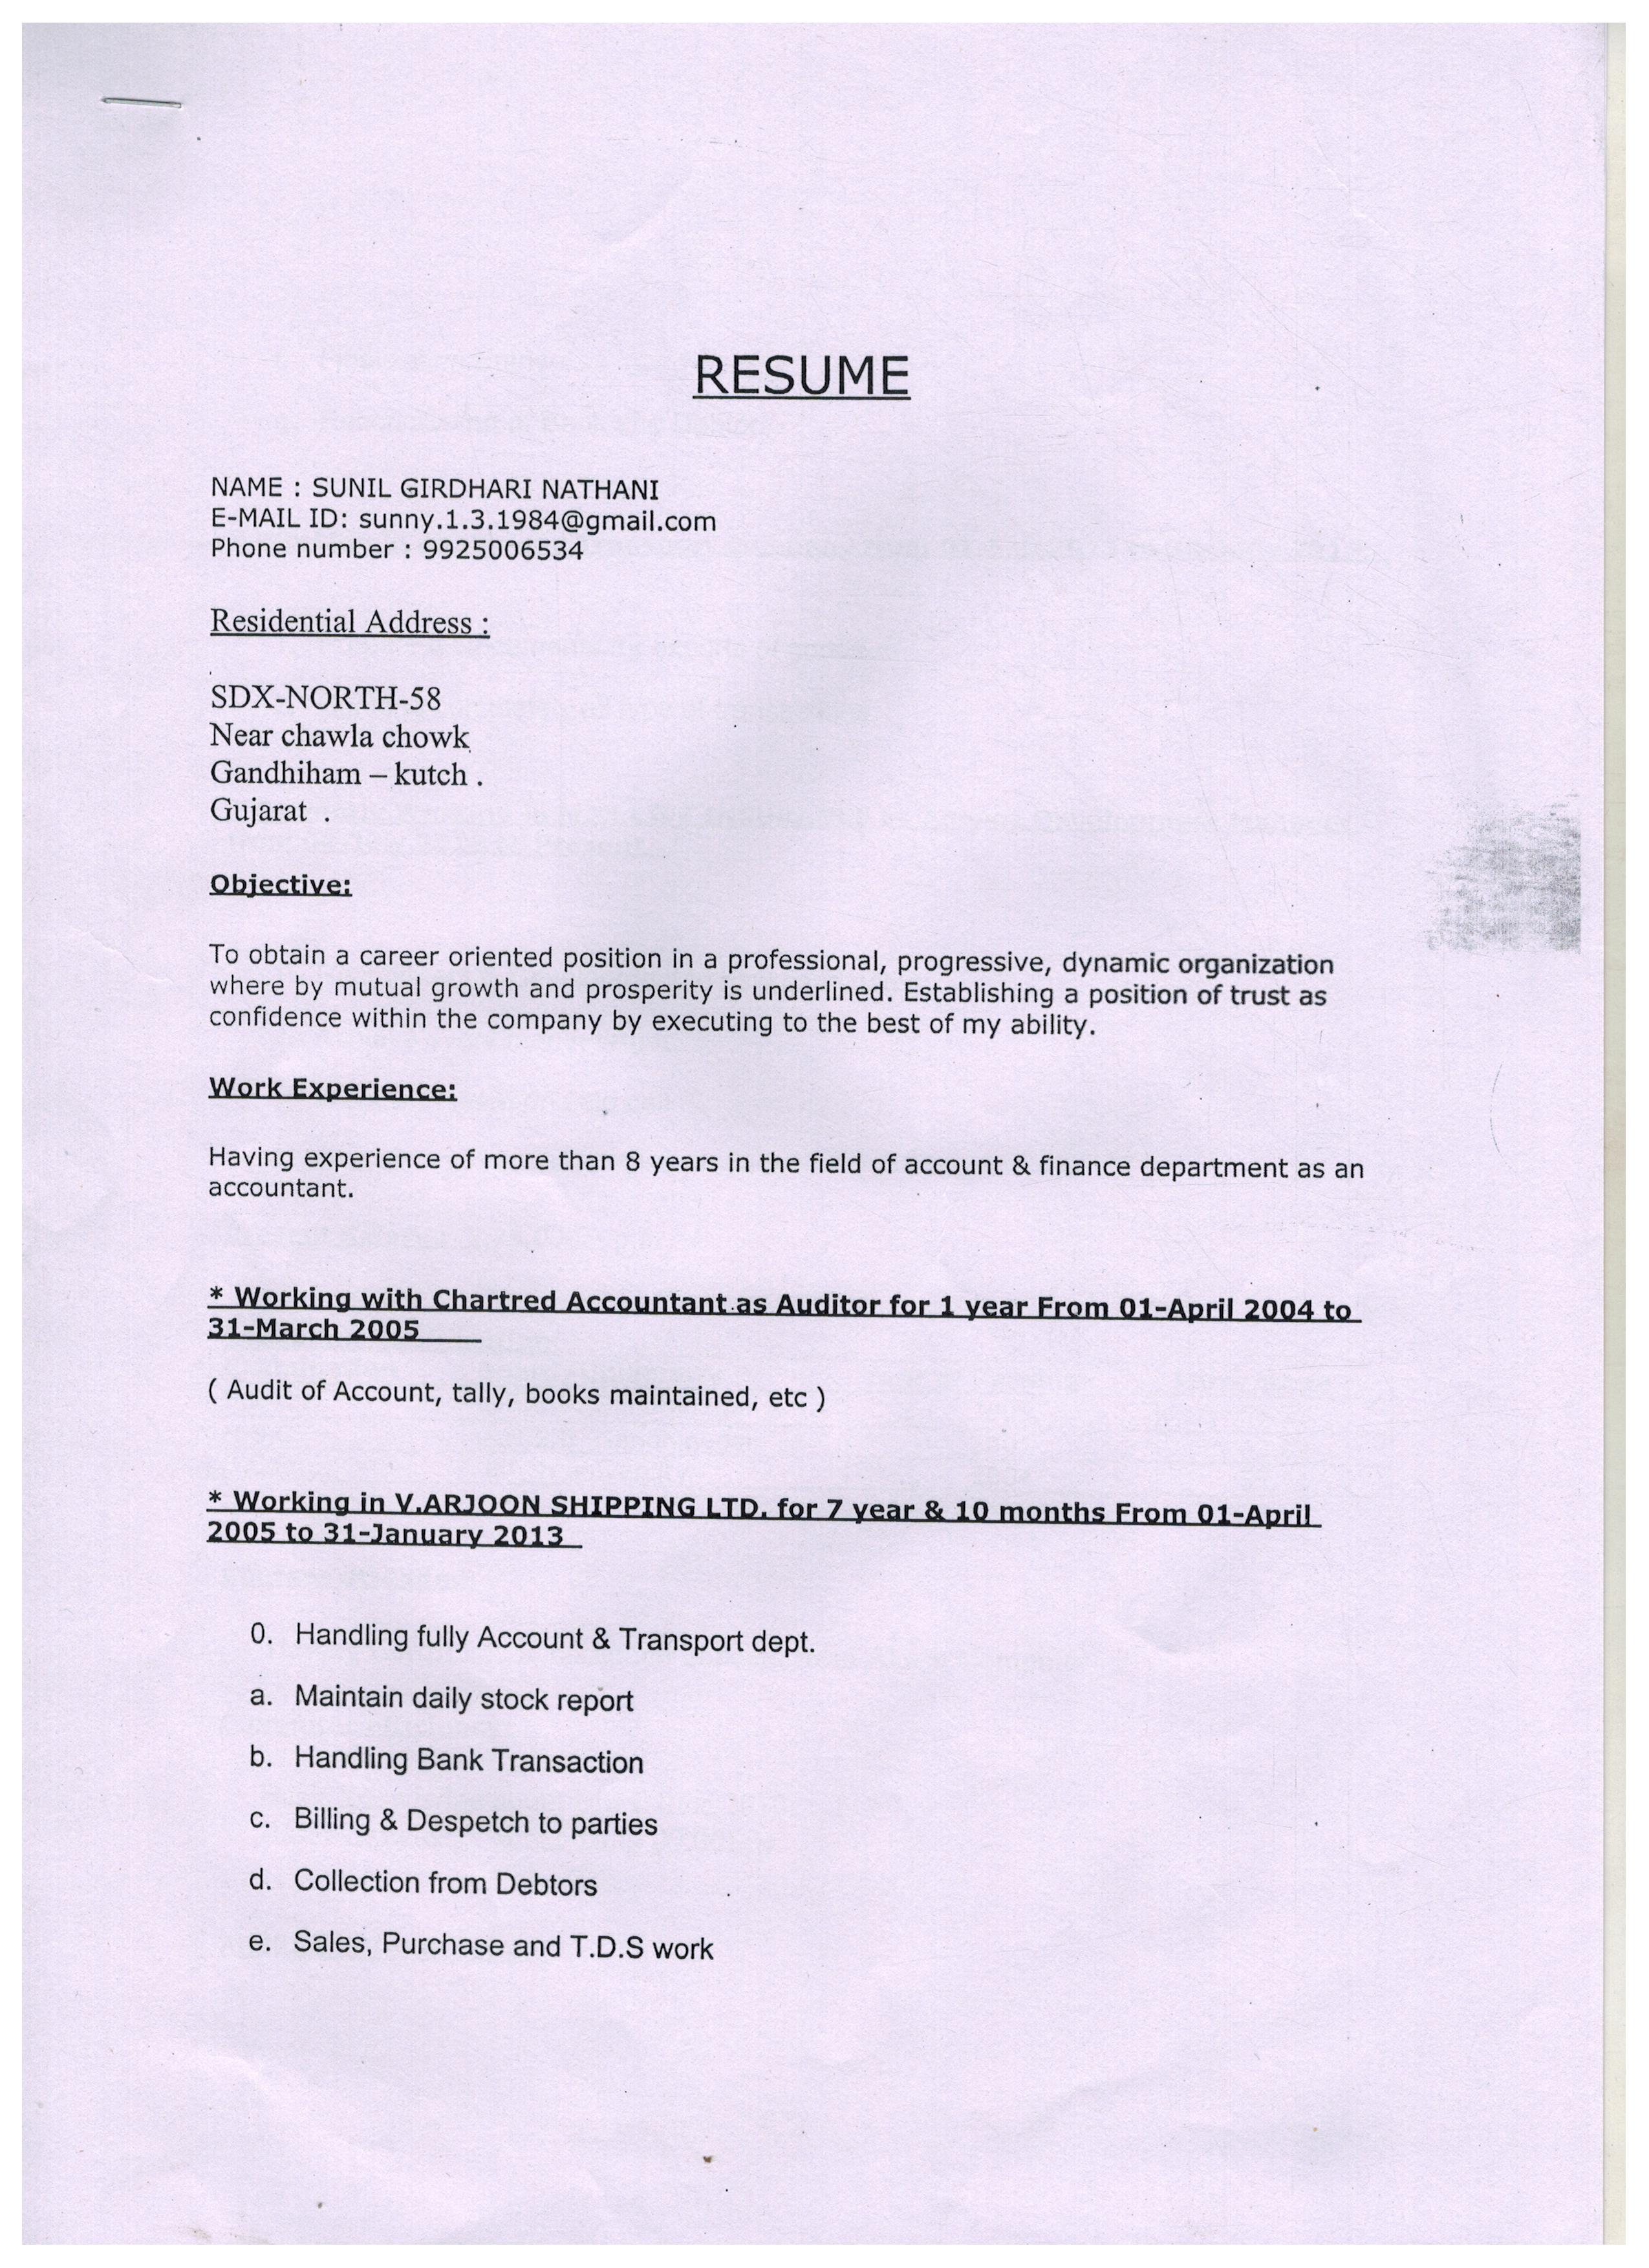 RESUME
NAME : SUNIL GIRDHARI NATHANI
E-MAIL ID: sunny.1.3.1984@gmail.com
Phone number : 9925006534
Residential Address :
SDX-NORTH-58
Near chawla chowk
Gandhiham – kutch .
Gujarat .
Objective:
To obtain a career oriented position in a professional, progressive, dynamic organization
where by mutual growth and prosperity is underlined. Establishing a position of trust as
confidence within the company by executing to the best of my ability.
Work Experience:
Having experience of more than 8 years in the field of account & finance department as an
accountant.
* Working with Chartred Accountant as Auditor for 1 year From 01-April 2004 to
31-March 2005
( Audit of Account, tally, books maintained, etc )
* Working in V.ARJOON SHIPPING LTD. for 7 year & 10 months From 01-April
2005 to 31-January 2013
0. Handling fully Account & Transport dept.
a. Maintain daily stock report
b. Handling Bank Transaction
c. Billing & Despetch to parties
d. Collection from Debtors
e. Sales, Purchase and T.D.S work